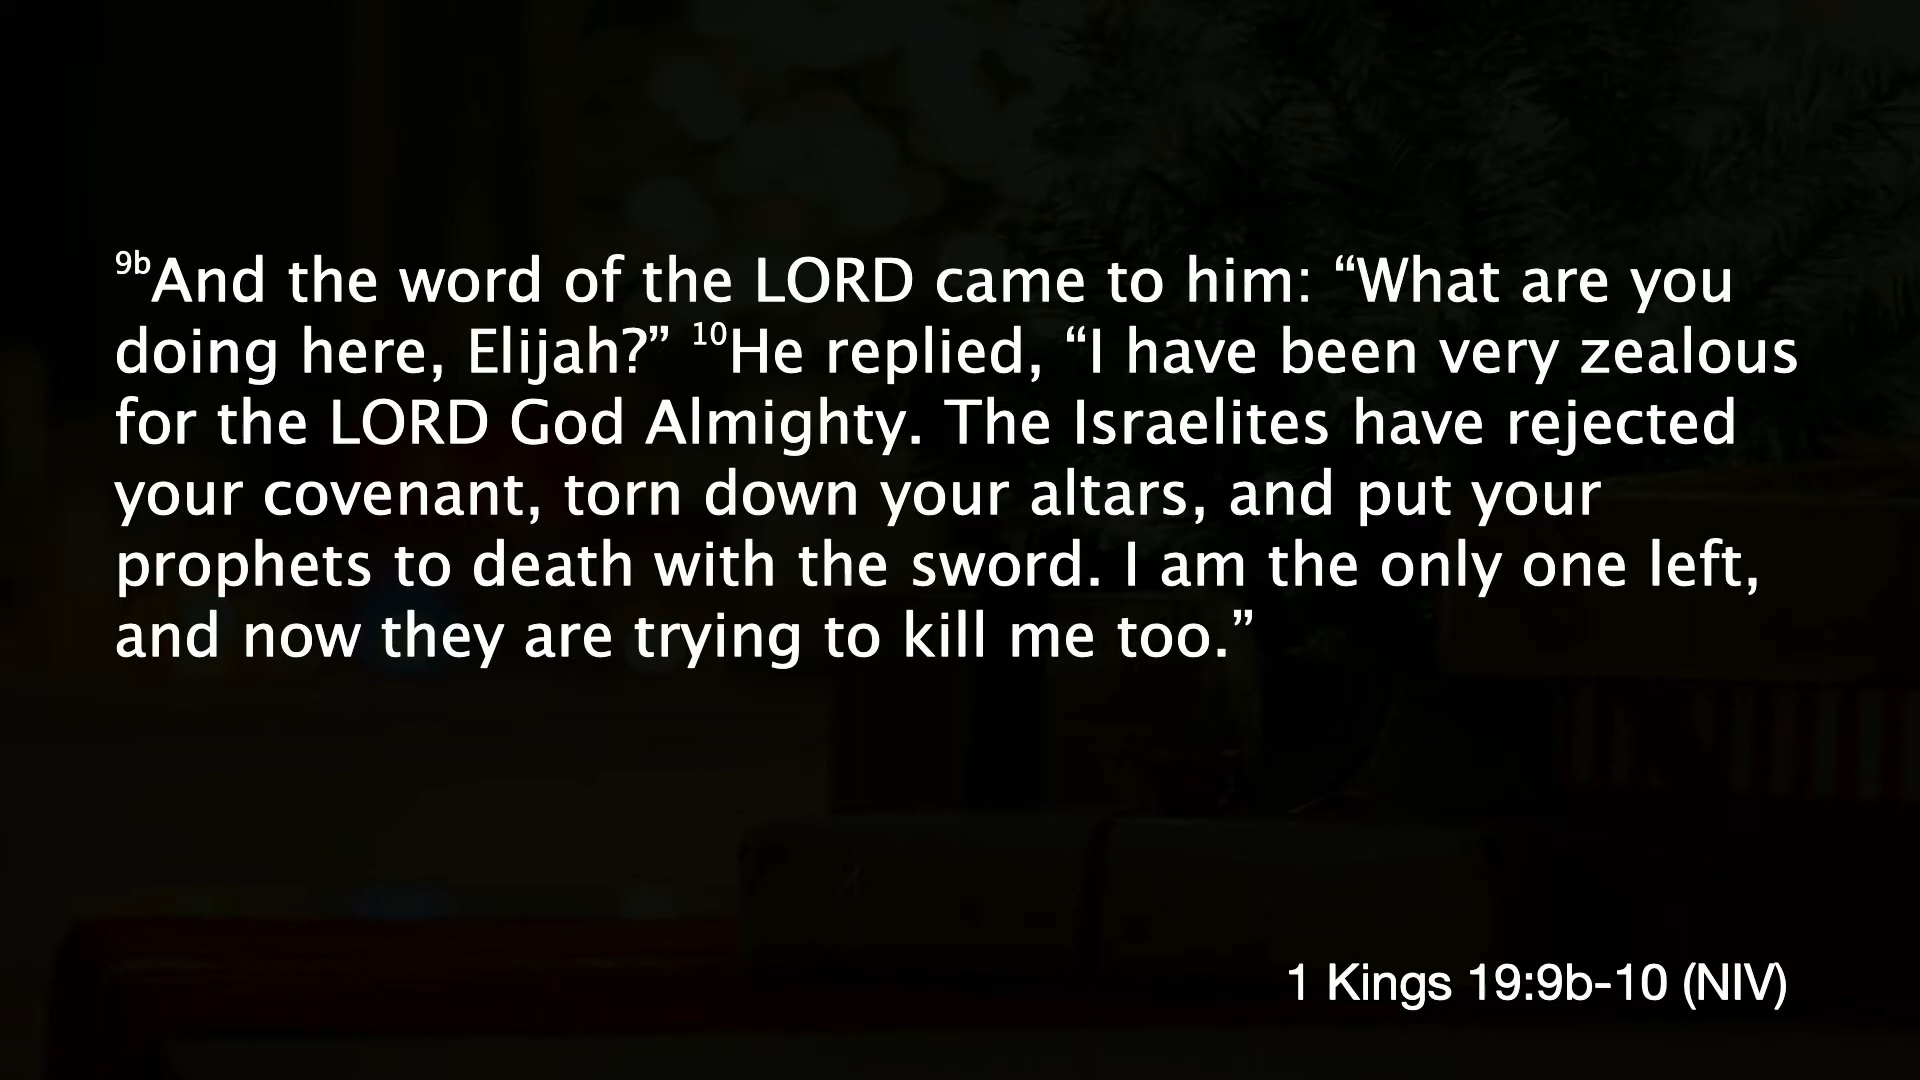 9bAnd the word of the LORD came to him: “What are you
doing here, Elijah?” 10He replied, “I have been very zealous
for the LORD God Almighty. The Israelites have rejected
your covenant, torn down your altars, and put your
prophets to death with the sword. I am the only one left,
and now they are trying to kill me too.”
1 Kings 19:9b-10 (NIV)